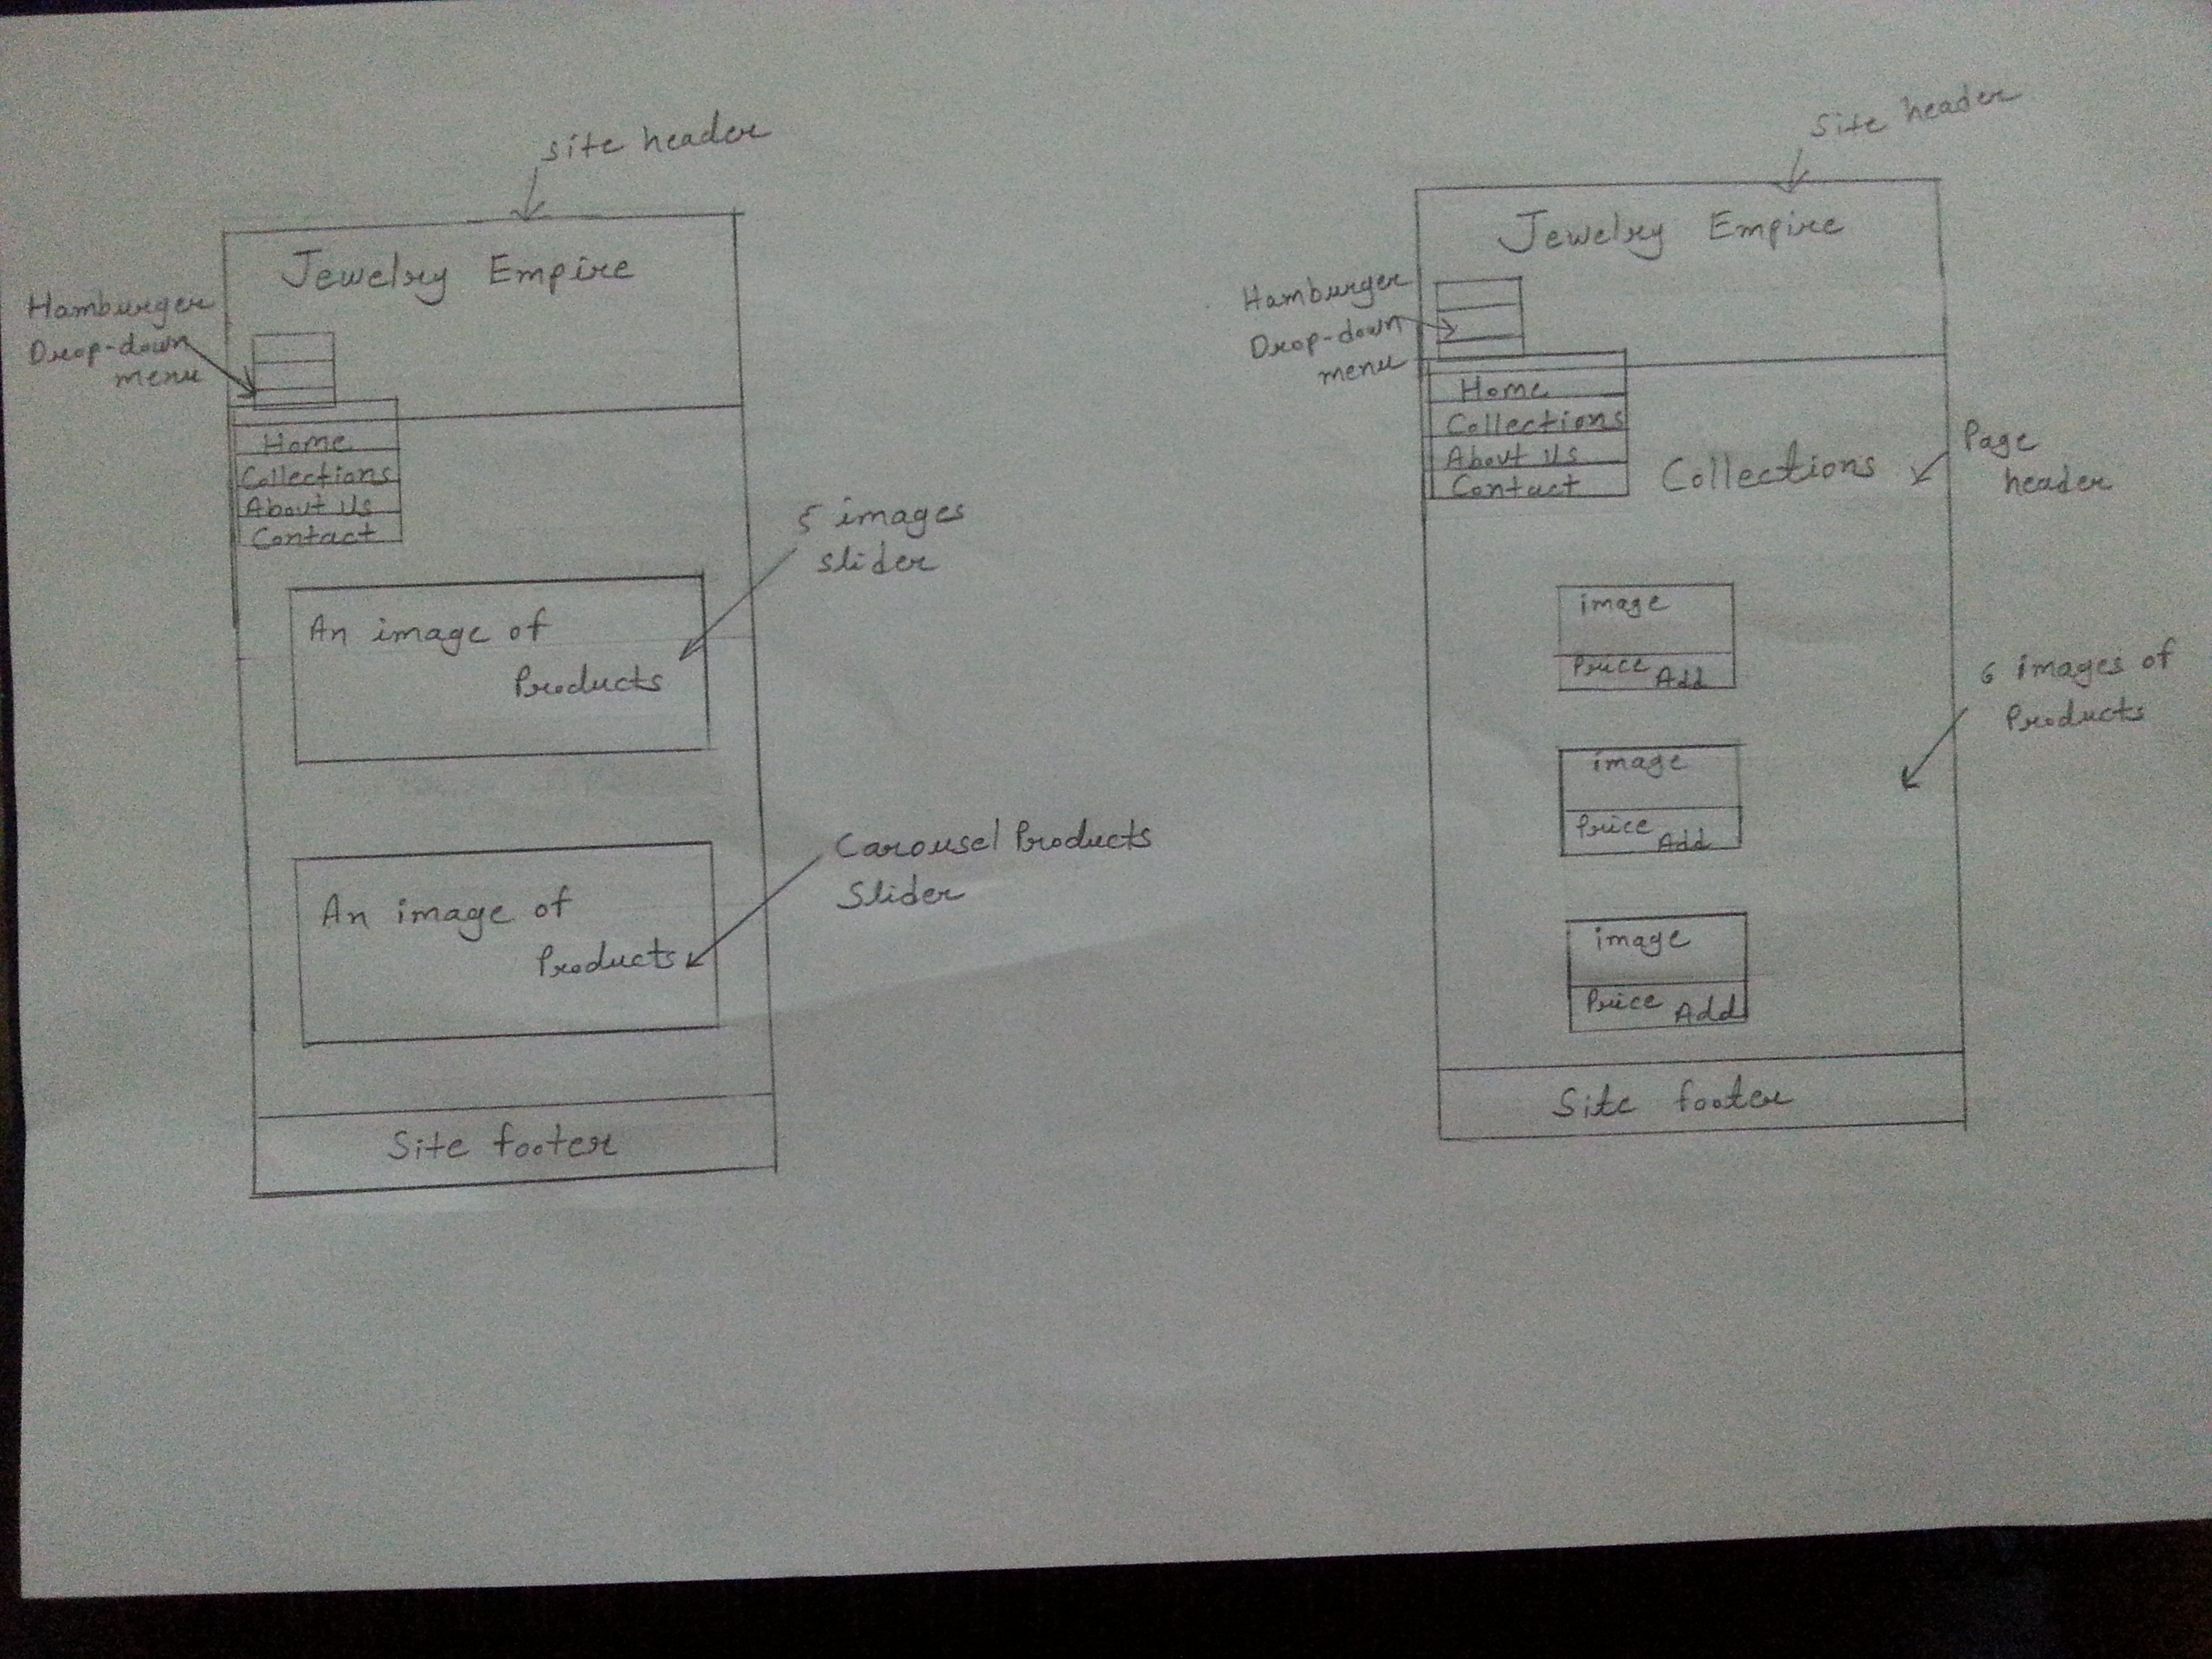 site header
Jewelry Empire
Hamburger
Drop-down
menu
Home
Collections
About Us
Contact
5 images
slider
An image of
Products
Carousel Products
Slider
An image of
Products
Site footer
Site header
Jewelry Empire
Hamburger
Drop-down
menu
Home
Collections
About Us
Contact
Collections
Page
header
image
Price Add
6 images of
Products
image
Price Add
image
Price Add
Site footer